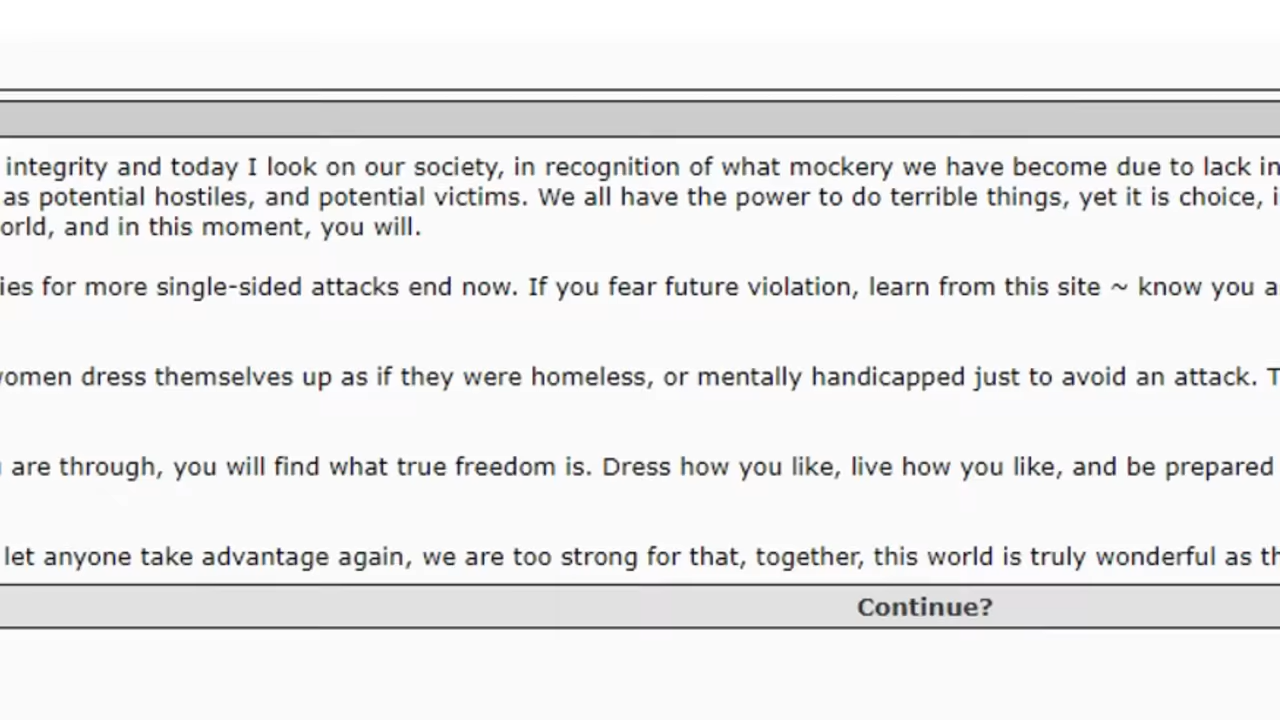 integrity and today I look on our society, in recognition of what mockery we have become due to lack in
as potential hostiles, and potential victims. We all have the power to do terrible things, yet it is choice, i
orld, and in this moment, you will.
ies for more single-sided attacks end now. If you fear future violation, learn from this site ~ know you a
women dress themselves up as if they were homeless, or mentally handicapped just to avoid an attack. T
are through, you will find what true freedom is. Dress how you like, live how you like, and be prepared
let anyone take advantage again, we are too strong for that, together, this world is truly wonderful as th
Continue?